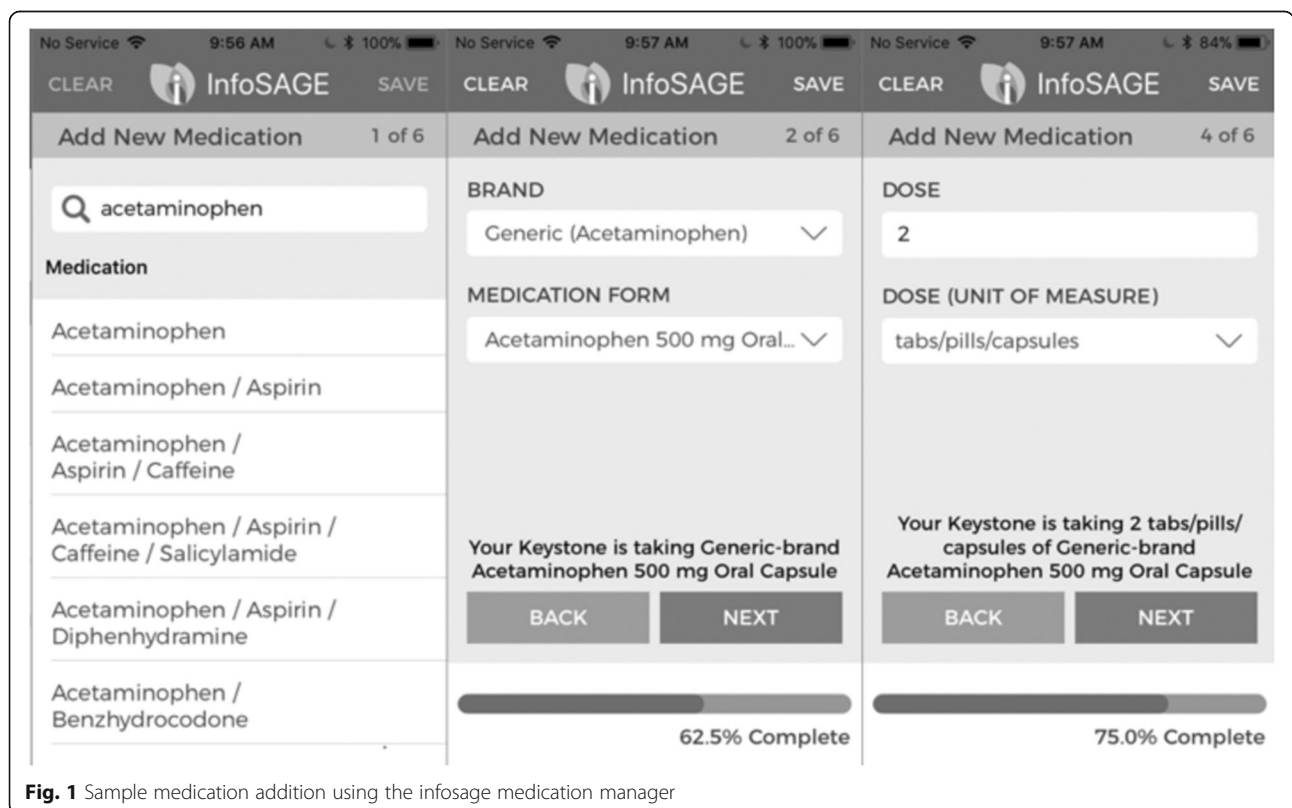 No Service 9:56 AM 100%
CLEAR InfoSAGE SAVE
Add New Medication 1 of 6
acetaminophen
Medication
Acetaminophen
Acetaminophen / Aspirin
Acetaminophen /
Aspirin / Caffeine
Acetaminophen / Aspirin /
Caffeine / Salicylamide
Acetaminophen / Aspirin /
Diphenhydramine
Acetaminophen /
Benzhydrocodone
No Service 9:57 AM 100%
CLEAR InfoSAGE SAVE
Add New Medication 2 of 6
BRAND
Generic (Acetaminophen)
MEDICATION FORM
Acetaminophen 500 mg Oral...
Your Keystone is taking Generic-brand
Acetaminophen 500 mg Oral Capsule
BACK NEXT
62.5% Complete
No Service 9:57 AM 84%
CLEAR InfoSAGE SAVE
Add New Medication 4 of 6
DOSE
2
DOSE (UNIT OF MEASURE)
tabs/pills/capsules
Your Keystone is taking 2 tabs/pills/
capsules of Generic-brand
Acetaminophen 500 mg Oral Capsule
BACK NEXT
75.0% Complete
Fig. 1 Sample medication addition using the infosage medication manager